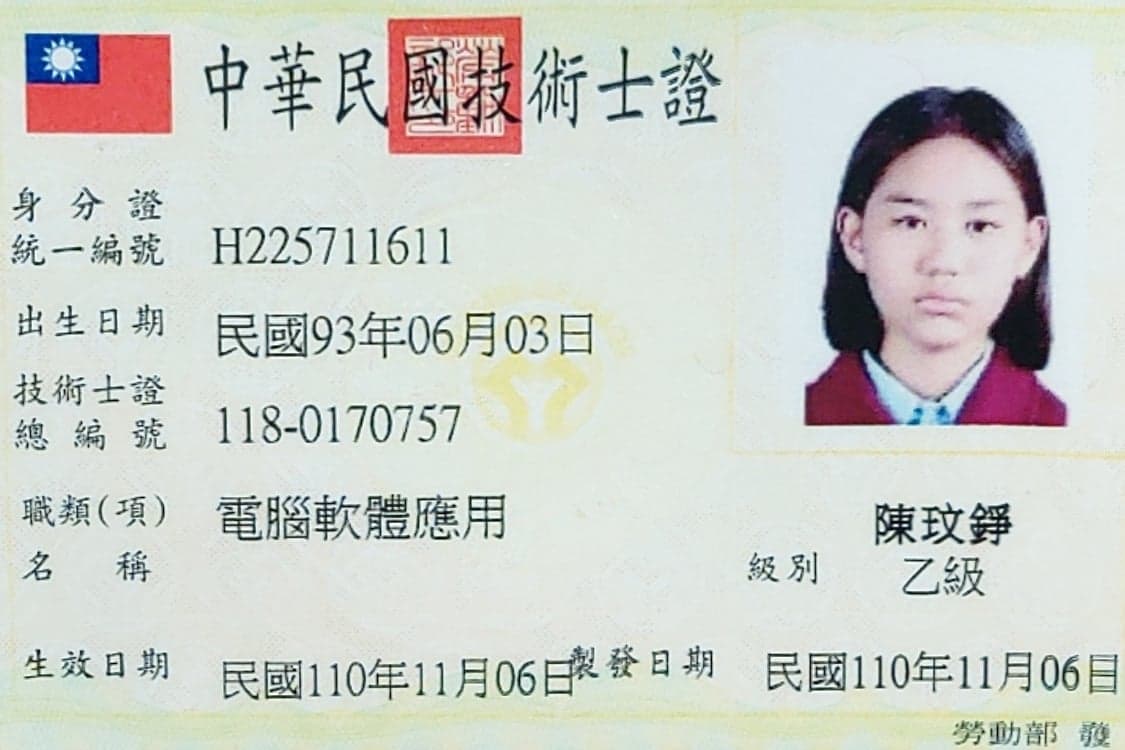 中華民國技術士證
身分證
統一編號 H225711611
出生日期 民國93年06月03日
技術士證
總編號 118-0170757
職類(項) 電腦軟體應用
名稱
陳玟錚
級別 乙級
生效日期 民國110年11月06日
製發日期 民國110年11月06日
勞動部 發